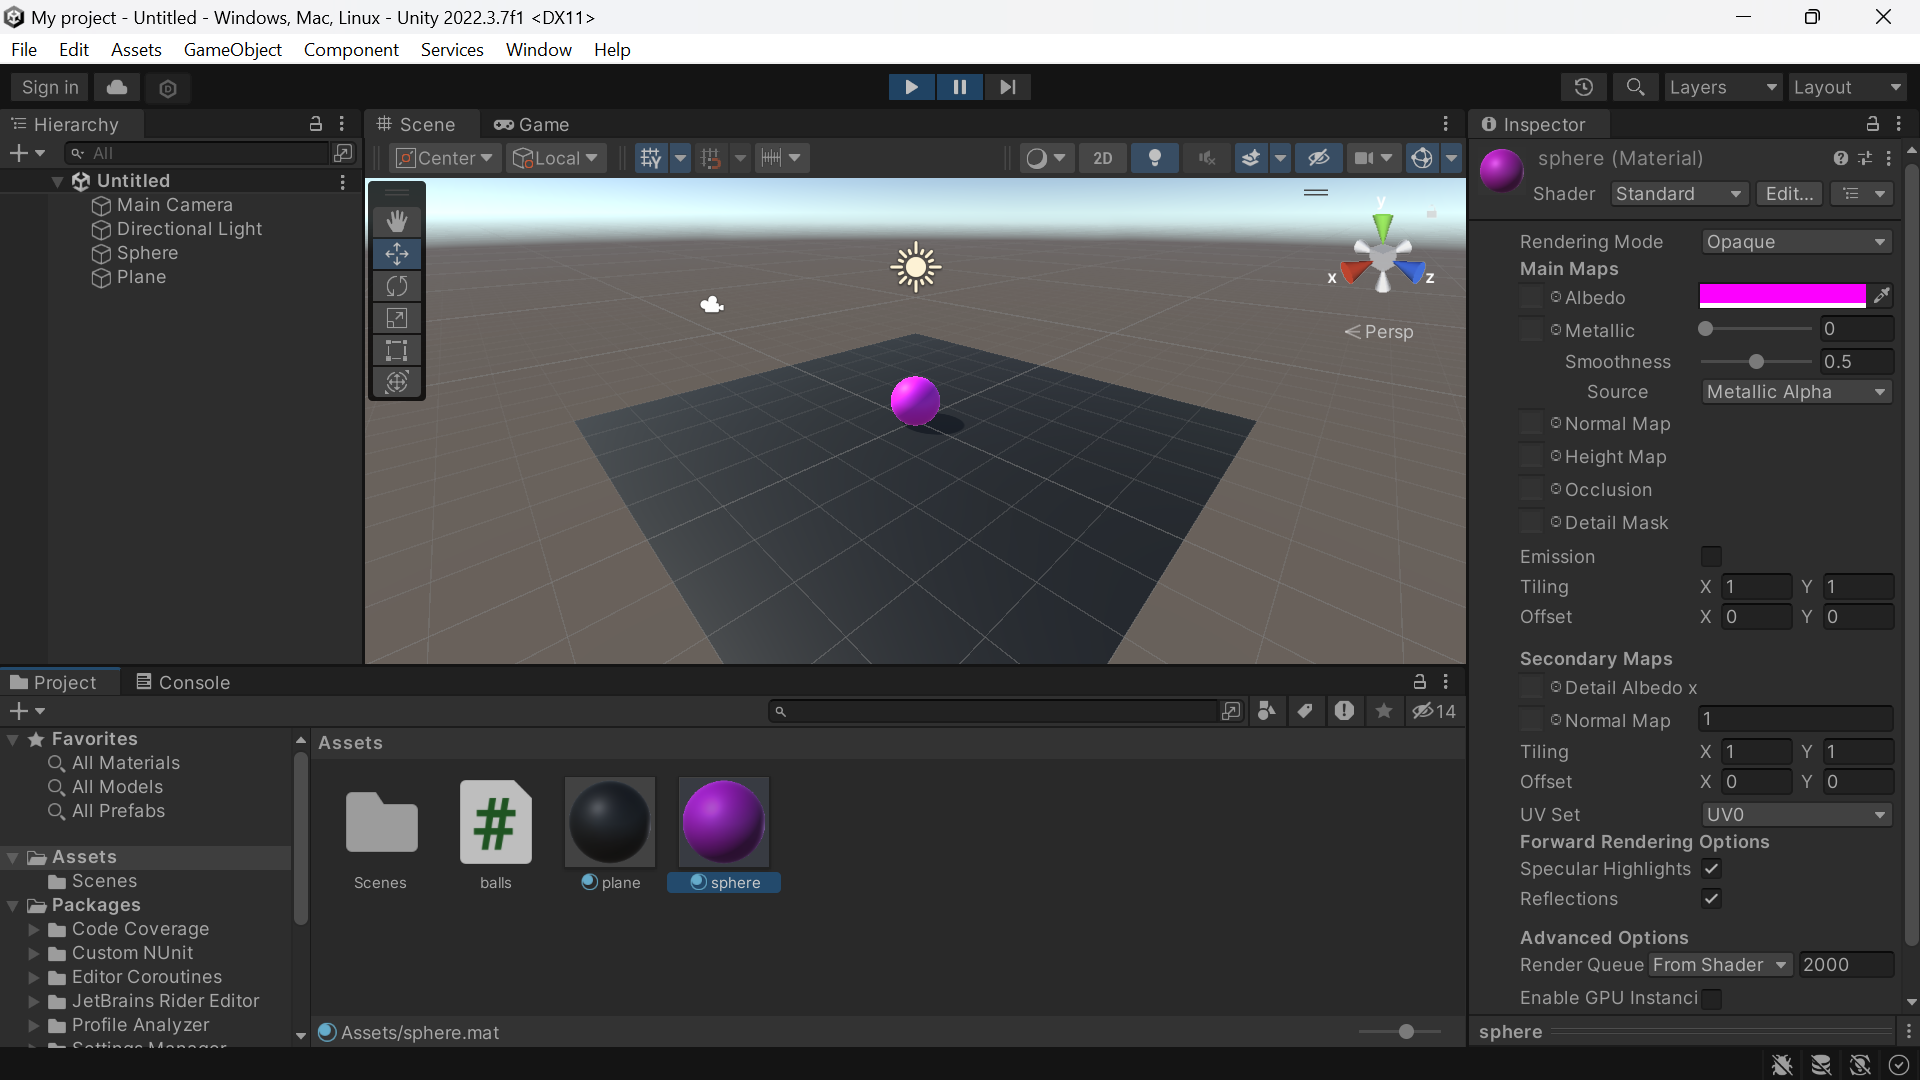 My project - Untitled - Windows, Mac, Linux - Unity 2022.3.7f1 <DX11>
File Edit Assets GameObject Component Services Window Help
Sign in
Layers
Layout
Hierarchy
All
Untitled
Main Camera
Directional Light
Sphere
Plane
Scene
Game
Center
Local
2D
y
x
z
Persp
Project
Console
14
Favorites
All Materials
All Models
All Prefabs
Assets
Scenes
Packages
Code Coverage
Custom NUnit
Editor Coroutines
JetBrains Rider Editor
Profile Analyzer
Settings Manager
Assets
Scenes
balls
plane
sphere
Assets/sphere.mat
Inspector
sphere (Material)
Shader Standard Edit...
Rendering Mode Opaque
Main Maps
Albedo
Metallic 0
Smoothness 0.5
Source Metallic Alpha
Normal Map
Height Map
Occlusion
Detail Mask
Emission
Tiling X 1 Y 1
Offset X 0 Y 0
Secondary Maps
Detail Albedo x
Normal Map 1
Tiling X 1 Y 1
Offset X 0 Y 0
UV Set UV0
Forward Rendering Options
Specular Highlights
Reflections
Advanced Options
Render Queue From Shader 2000
Enable GPU Instanci
sphere